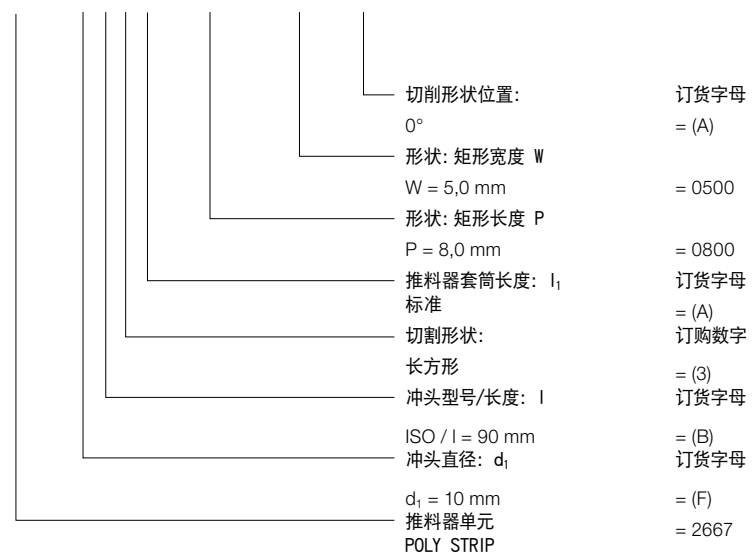 切削形状位置: 订货字母
0° = (A)
形状: 矩形宽度 W
W = 5,0 mm = 0500
形状: 矩形长度 P
P = 8,0 mm = 0800
推料器套筒长度: l₁ 订货字母
标准 = (A)
切割形状: 订购数字
长方形 = (3)
冲头型号/长度: l 订货字母
ISO / l = 90 mm = (B)
冲头直径: d₁ 订货字母
d₁ = 10 mm = (F)
推料器单元 = 2667
POLY STRIP